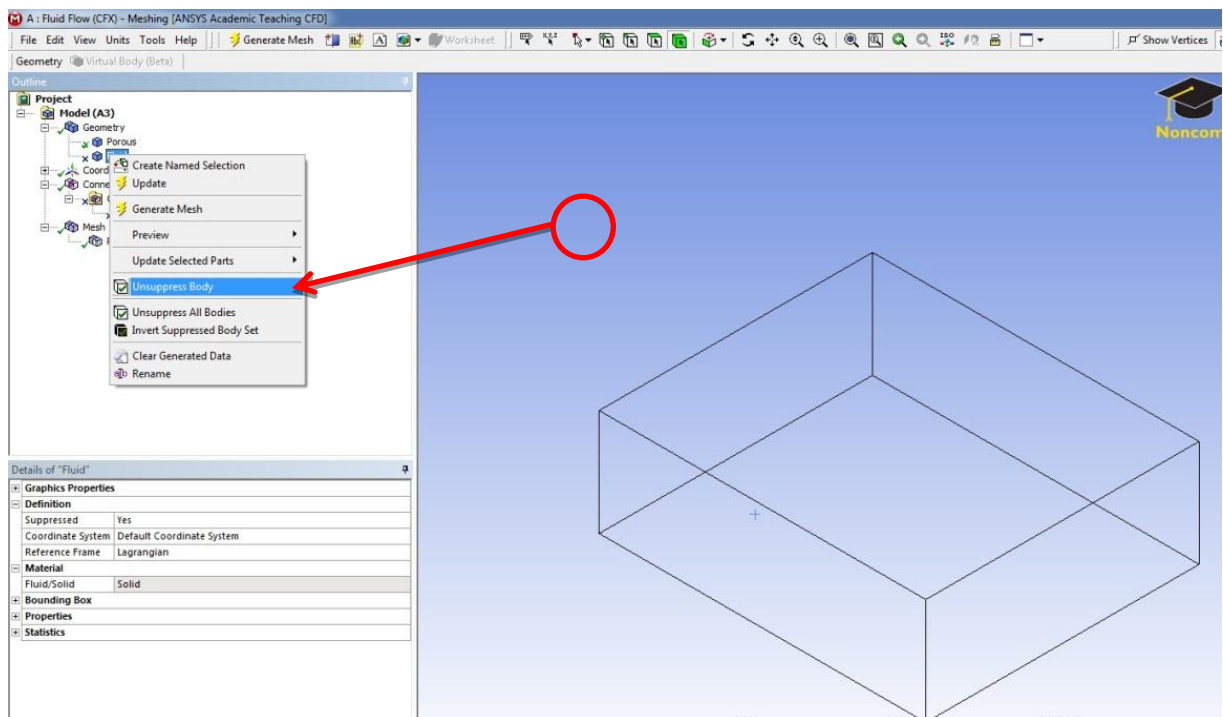 A : Fluid Flow (CFX) - Meshing [ANSYS Academic Teaching CFD]
File Edit View Units Tools Help Generate Mesh A Worksheet Show Vertices
Geometry Virtual Body (Beta)
Outline
Project
Model (A3)
Geometry
Porous
Coord
Conne
Mesh
Create Named Selection
Update
Generate Mesh
Preview
Update Selected Parts
Unsuppress Body
Unsuppress All Bodies
Invert Suppressed Body Set
Clear Generated Data
Rename
Noncom
Details of "Fluid"
Graphics Properties
Definition
Suppressed Yes
Coordinate System Default Coordinate System
Reference Frame Lagrangian
Material
Fluid/Solid Solid
Bounding Box
Properties
Statistics